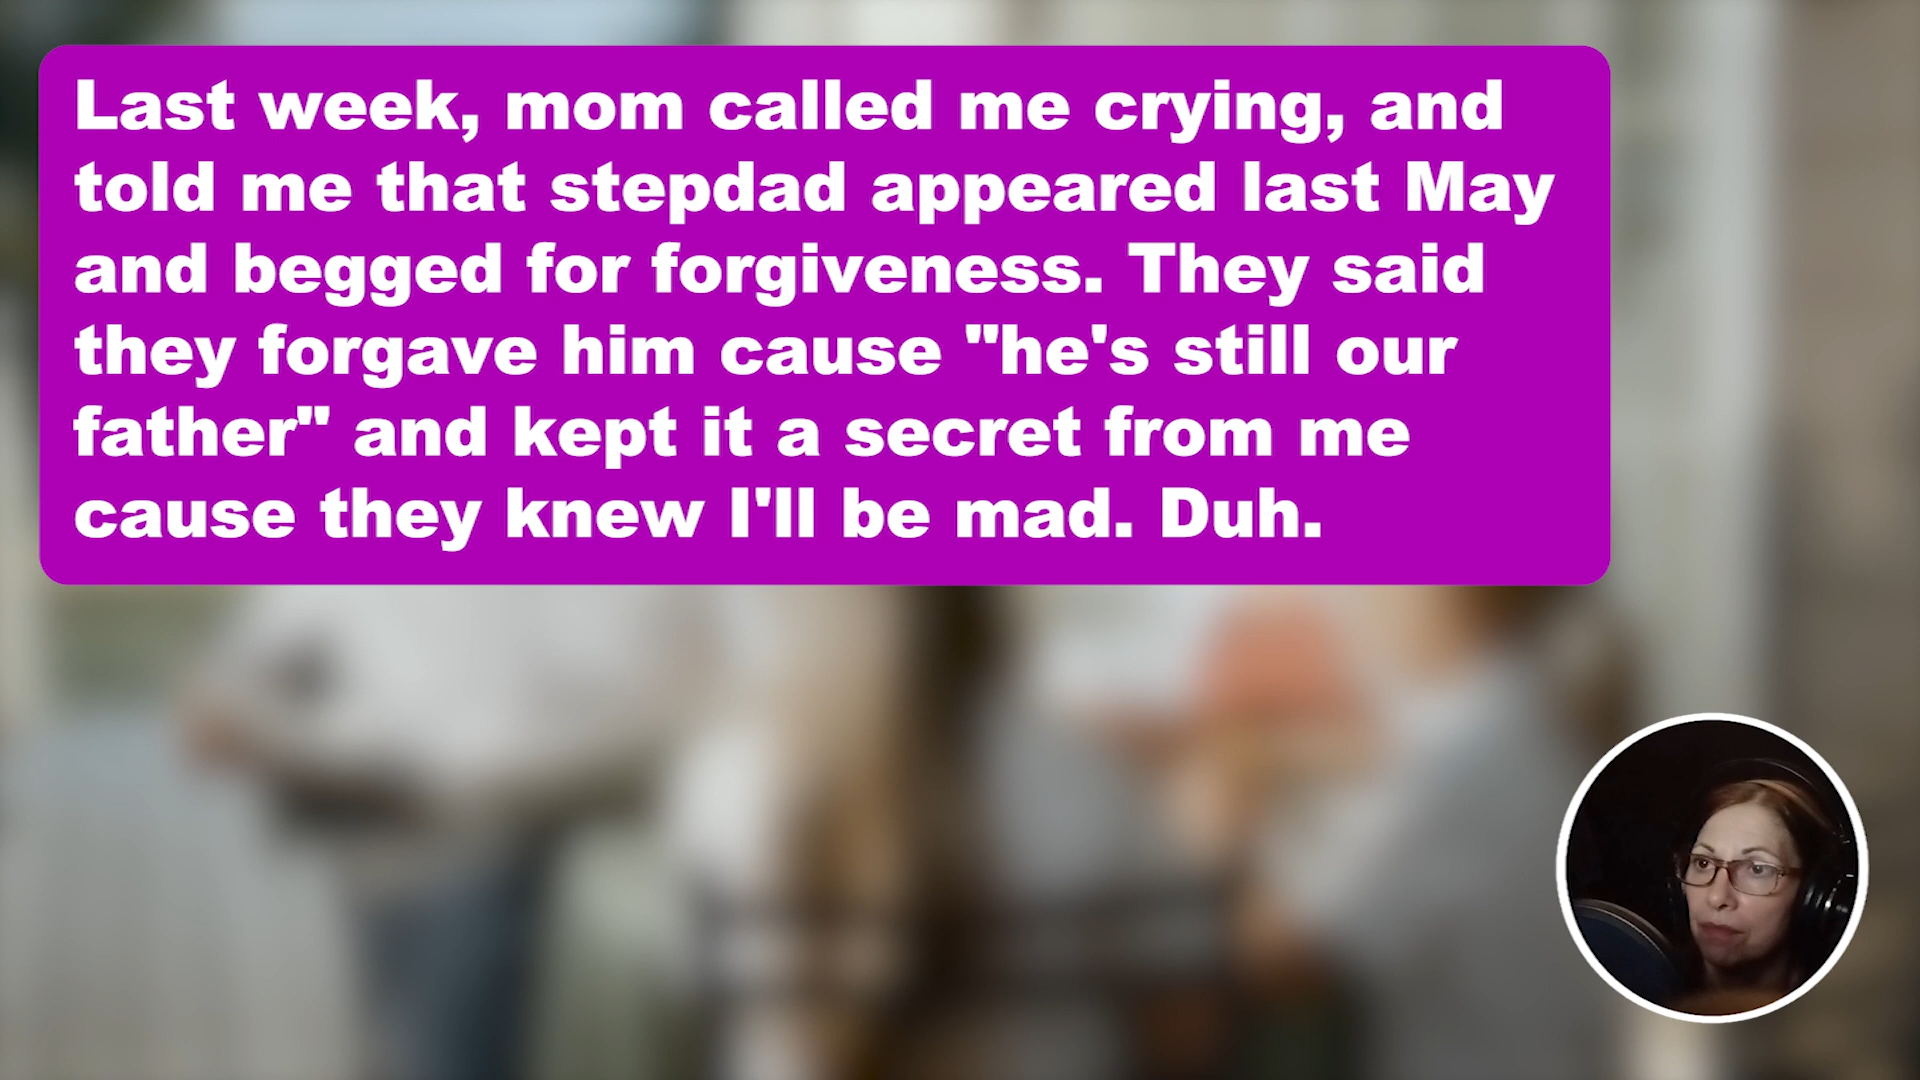 Last week, mom called me crying, and
told me that stepdad appeared last May
and begged for forgiveness. They said
they forgave him cause "he's still our
father" and kept it a secret from me
cause they knew I'll be mad. Duh.